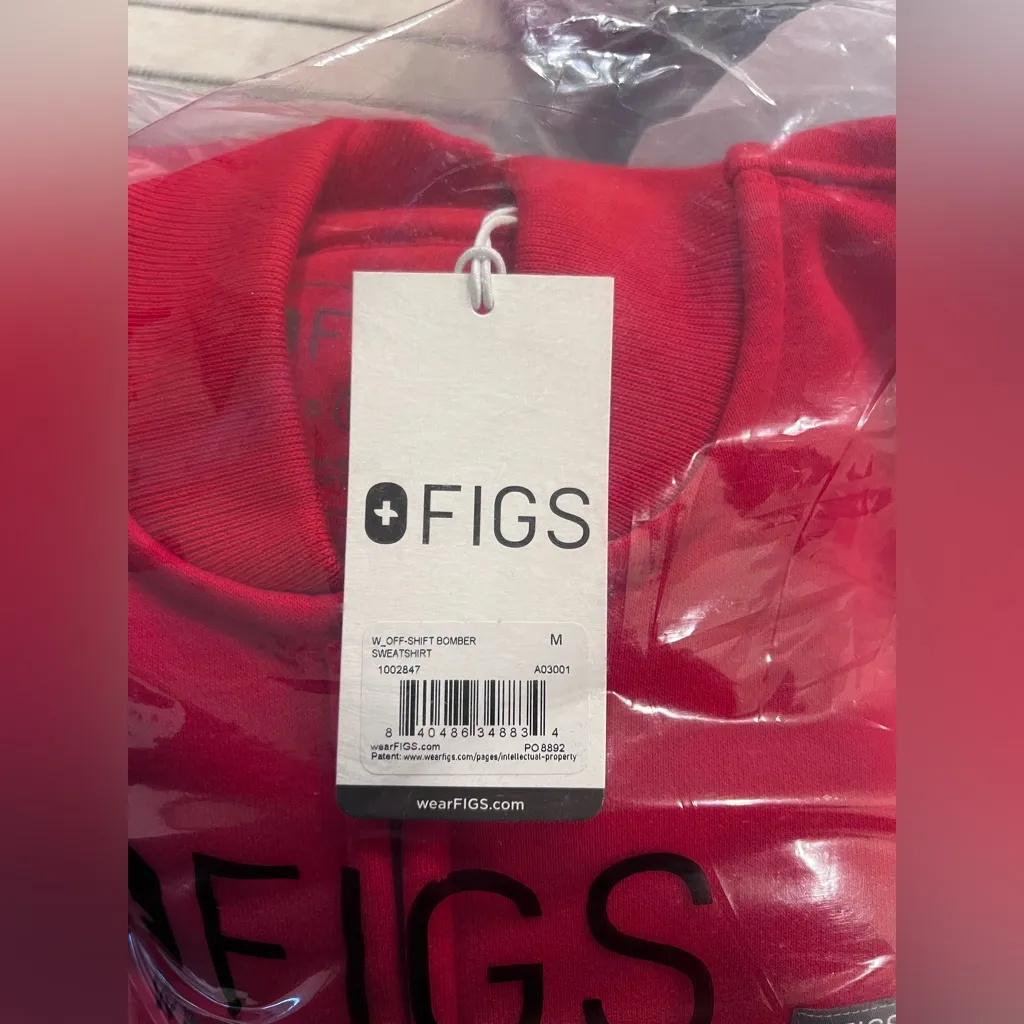 FIGS
W_OFF-SHIFT BOMBER M
SWEATSHIRT
1002847 A03001
8 40486 34883 4
wearFIGS.com PO 8892
Patent: www.wearfigs.com/pages/intellectual-property
wearFIGS.com
FIGS